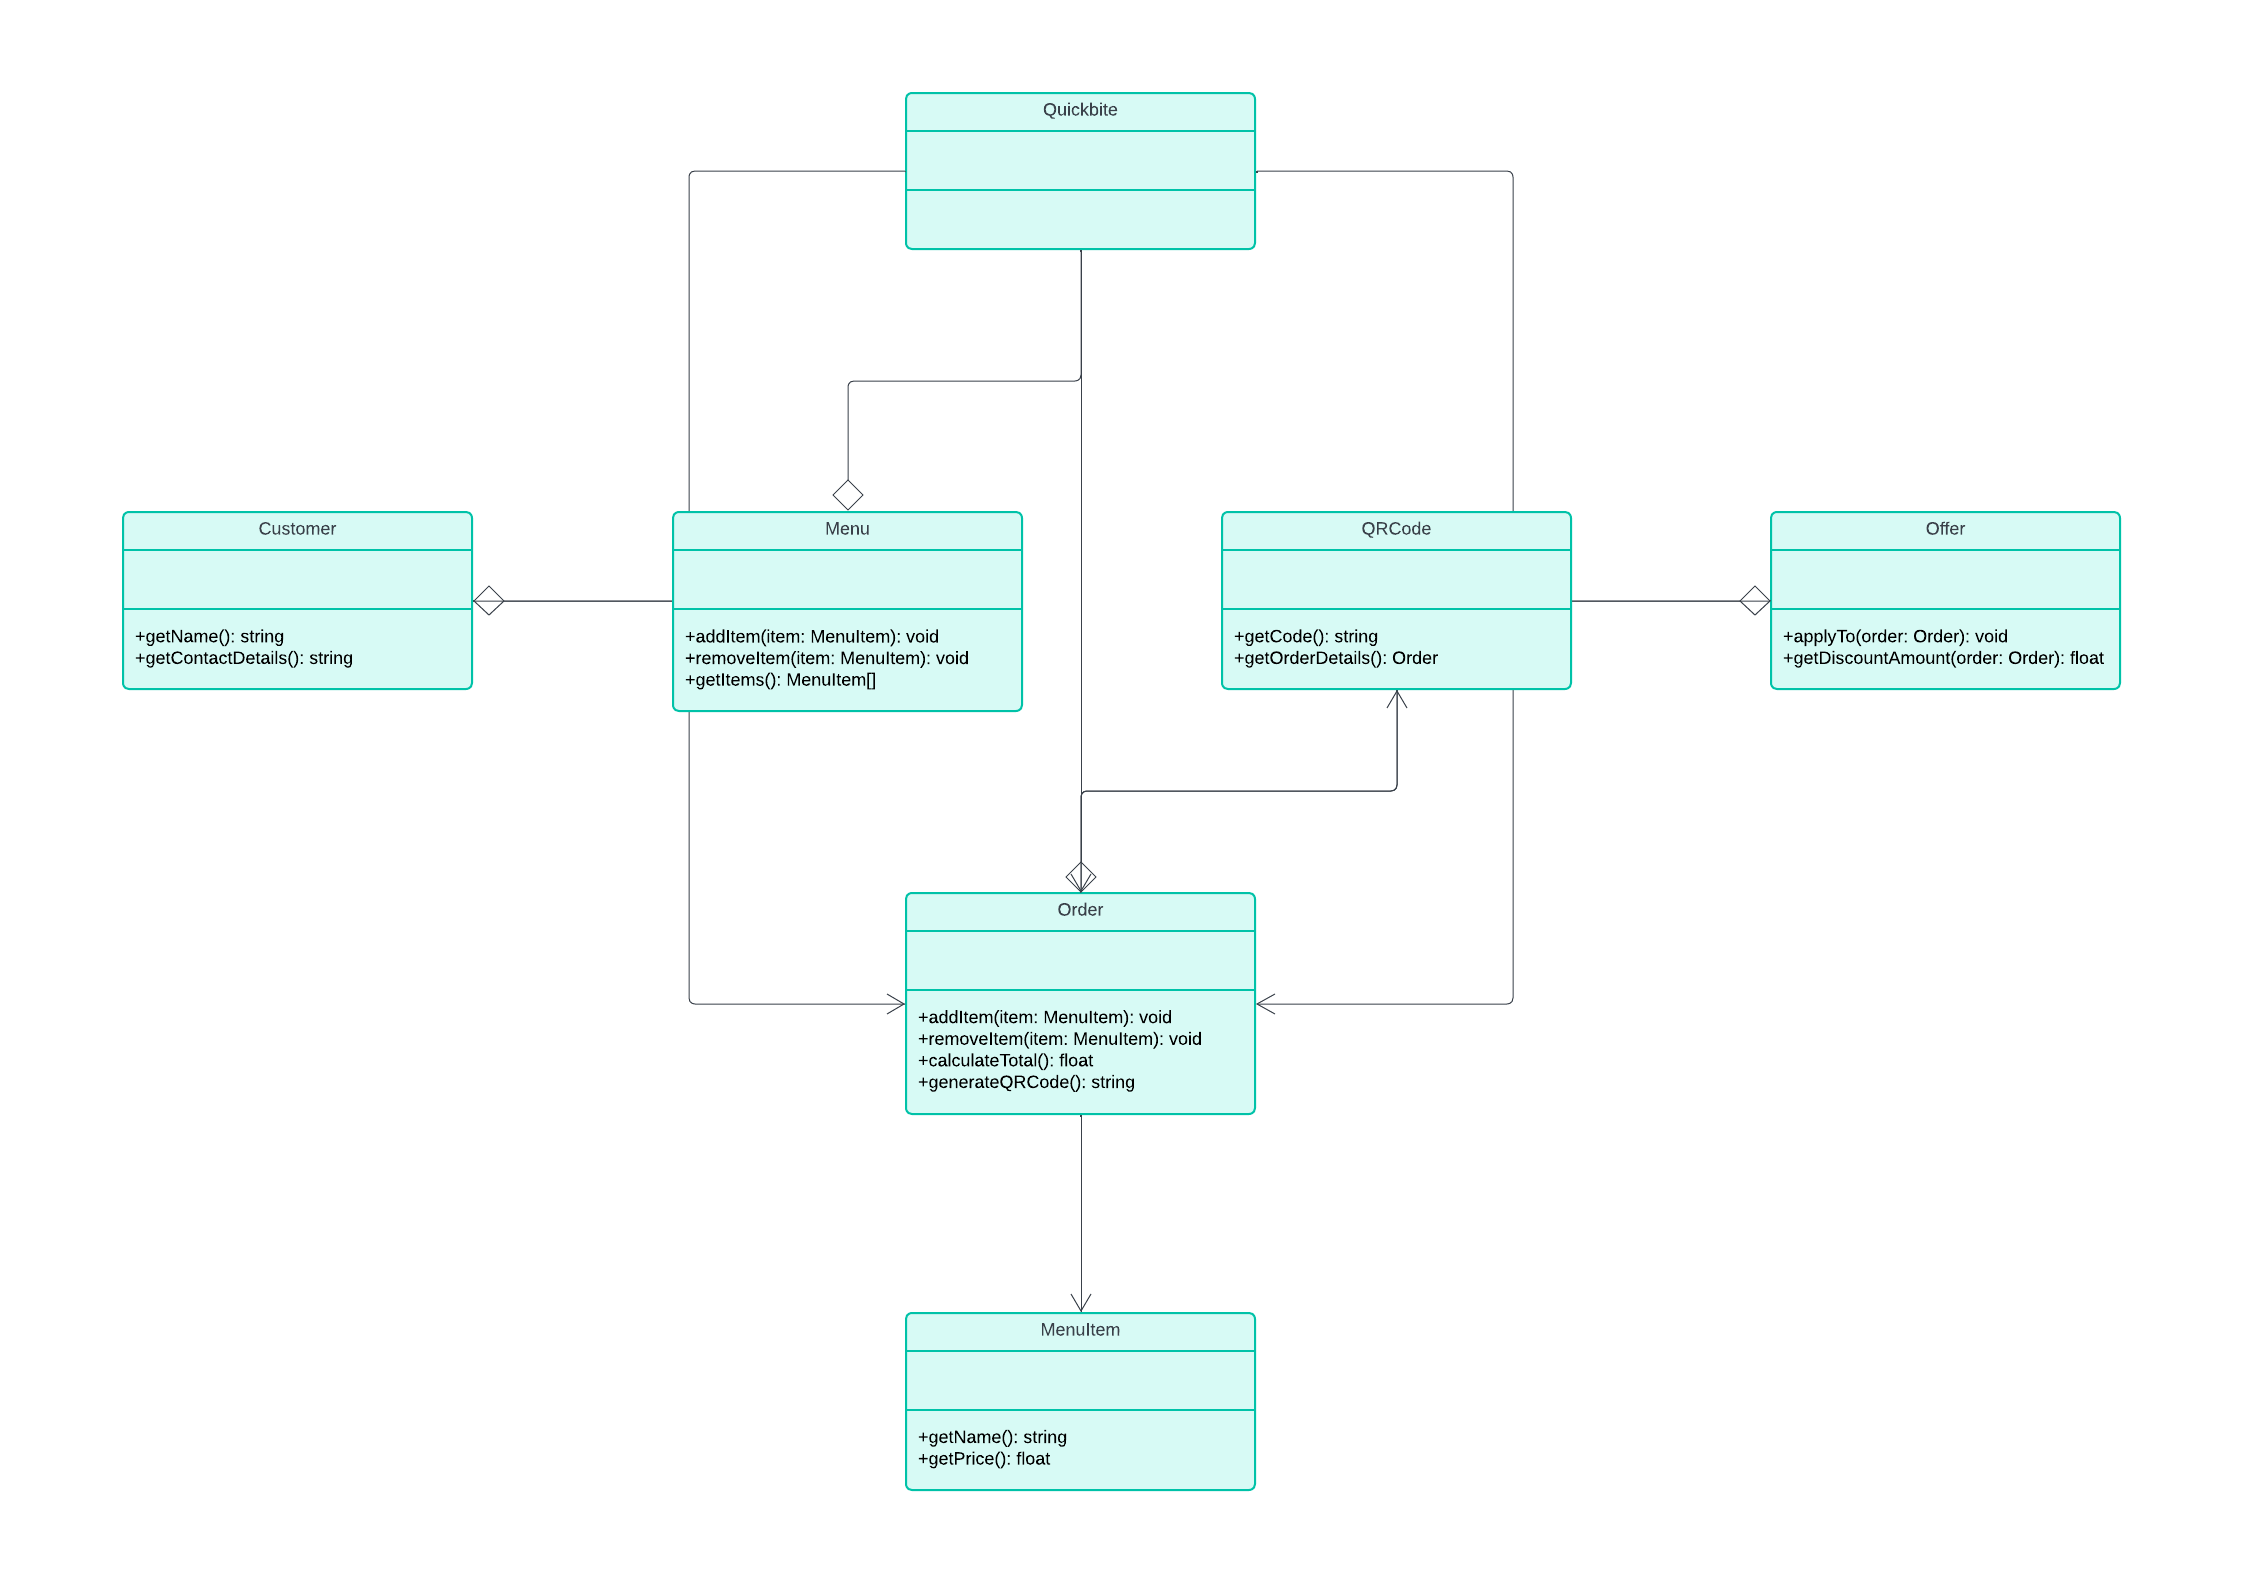 Quickbite
Customer
+getName(): string
+getContactDetails(): string
Menu
+addItem(item: MenuItem): void
+removeItem(item: MenuItem): void
+getItems(): MenuItem[]
QRCode
+getCode(): string
+getOrderDetails(): Order
Offer
+applyTo(order: Order): void
+getDiscountAmount(order: Order): float
Order
+addItem(item: MenuItem): void
+removeItem(item: MenuItem): void
+calculateTotal(): float
+generateQRCode(): string
MenuItem
+getName(): string
+getPrice(): float